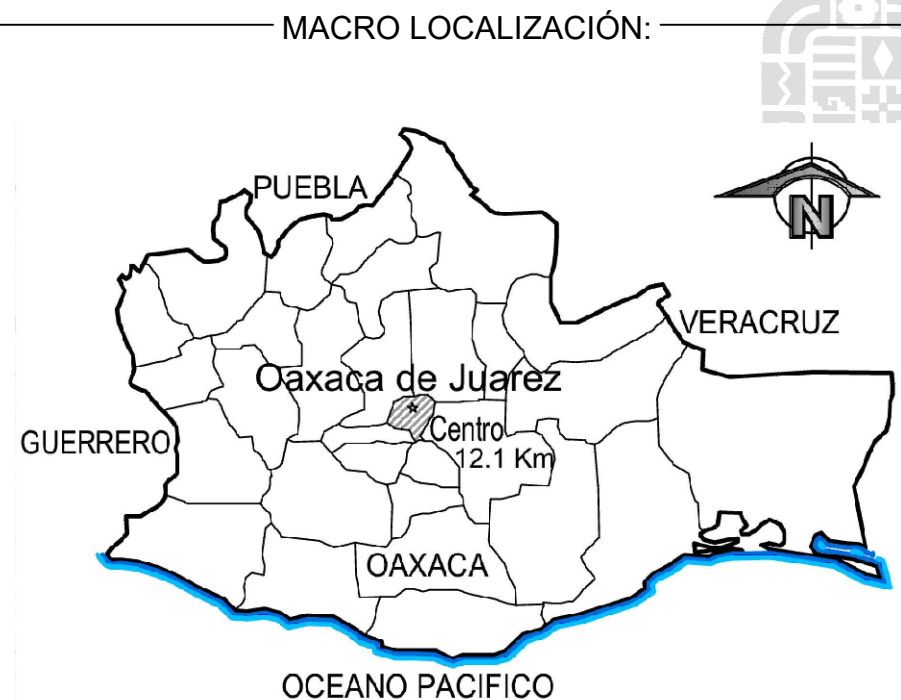 MACRO LOCALIZACIÓN:
PUEBLA
N
VERACRUZ
Oaxaca de Juarez
GUERRERO
Centro
12.1 Km
OAXACA
OCEANO PACIFICO